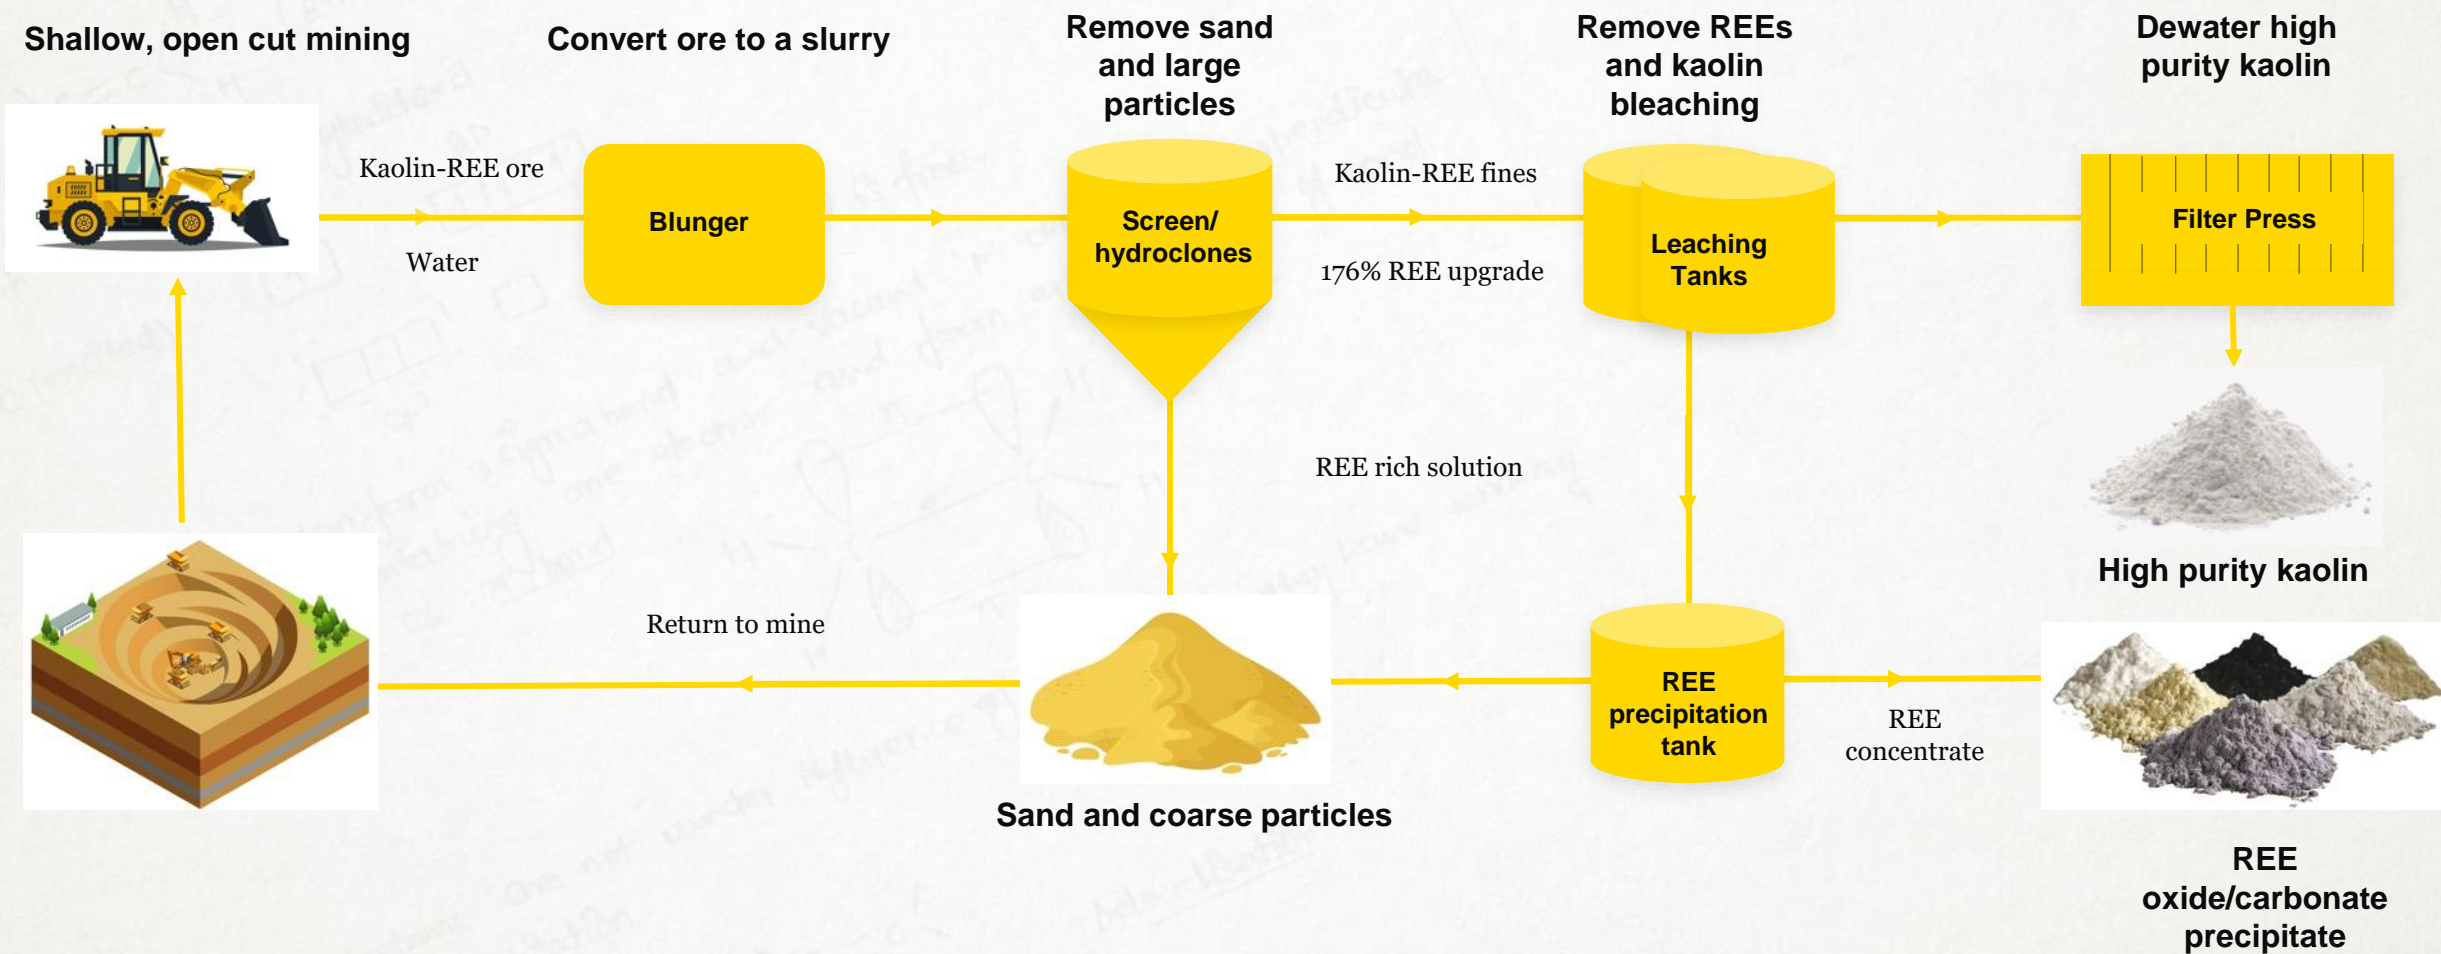 Shallow, open cut mining
Convert ore to a slurry
Remove sand
and large
particles
Remove REEs
and kaolin
bleaching
Dewater high
purity kaolin
Kaolin-REE ore
Water
Blunger
Screen/
hydroclones
Kaolin-REE fines
176% REE upgrade
Leaching
Tanks
Filter Press
REE rich solution
High purity kaolin
Return to mine
Sand and coarse particles
REE
precipitation
tank
REE
concentrate
REE
oxide/carbonate
precipitate